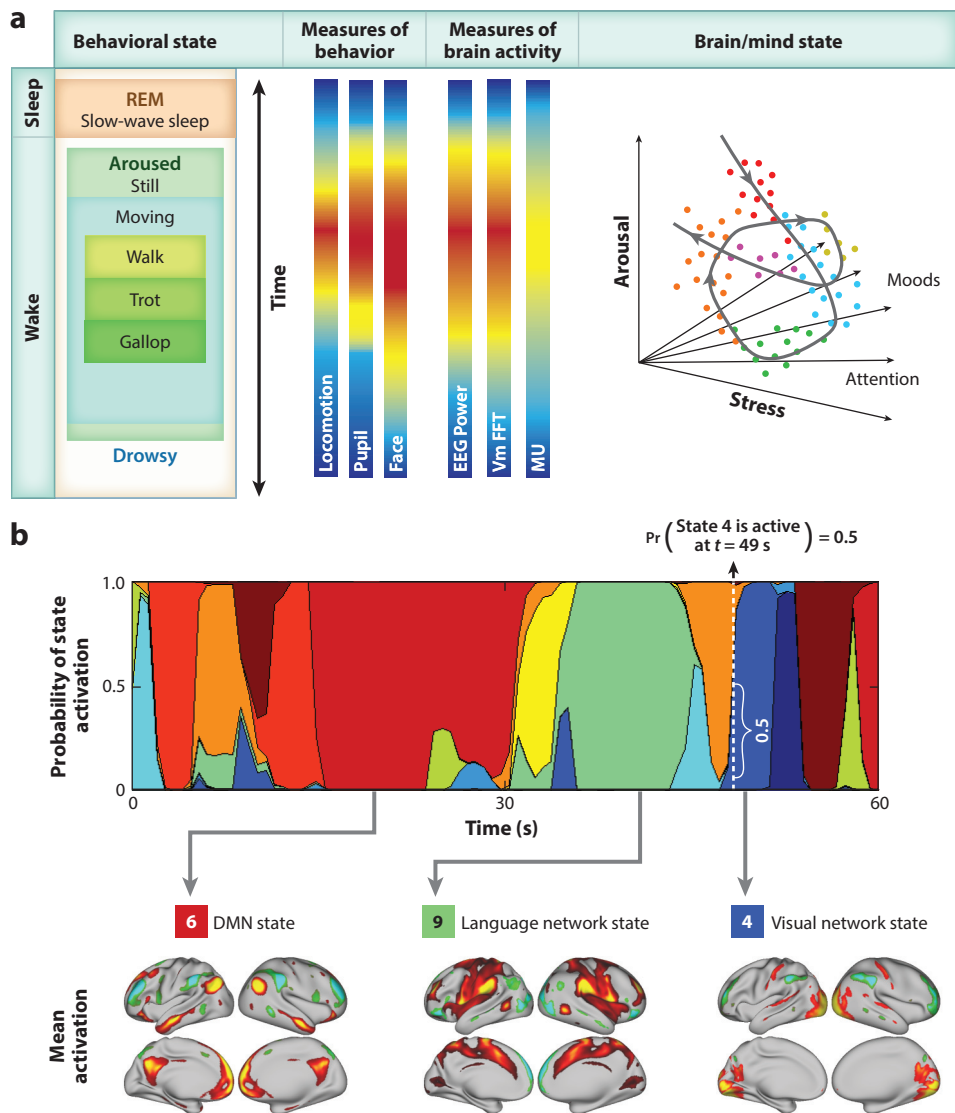 a
Behavioral state
Measures of
behavior
Measures of
brain activity
Brain/mind state
Sleep
REM
Slow-wave sleep
Wake
Aroused
Still
Moving
Walk
Trot
Gallop
Drowsy
Time
Locomotion
Pupil
Face
EEG Power
Vm FFT
MU
Arousal
Moods
Attention
Stress
b
Pr (State 4 is active
at t = 49 s) = 0.5
Probability of state
activation
1.0
0.5
0
0.5
0
30
60
Time (s)
6 DMN state
9 Language network state
4 Visual network state
Mean
activation